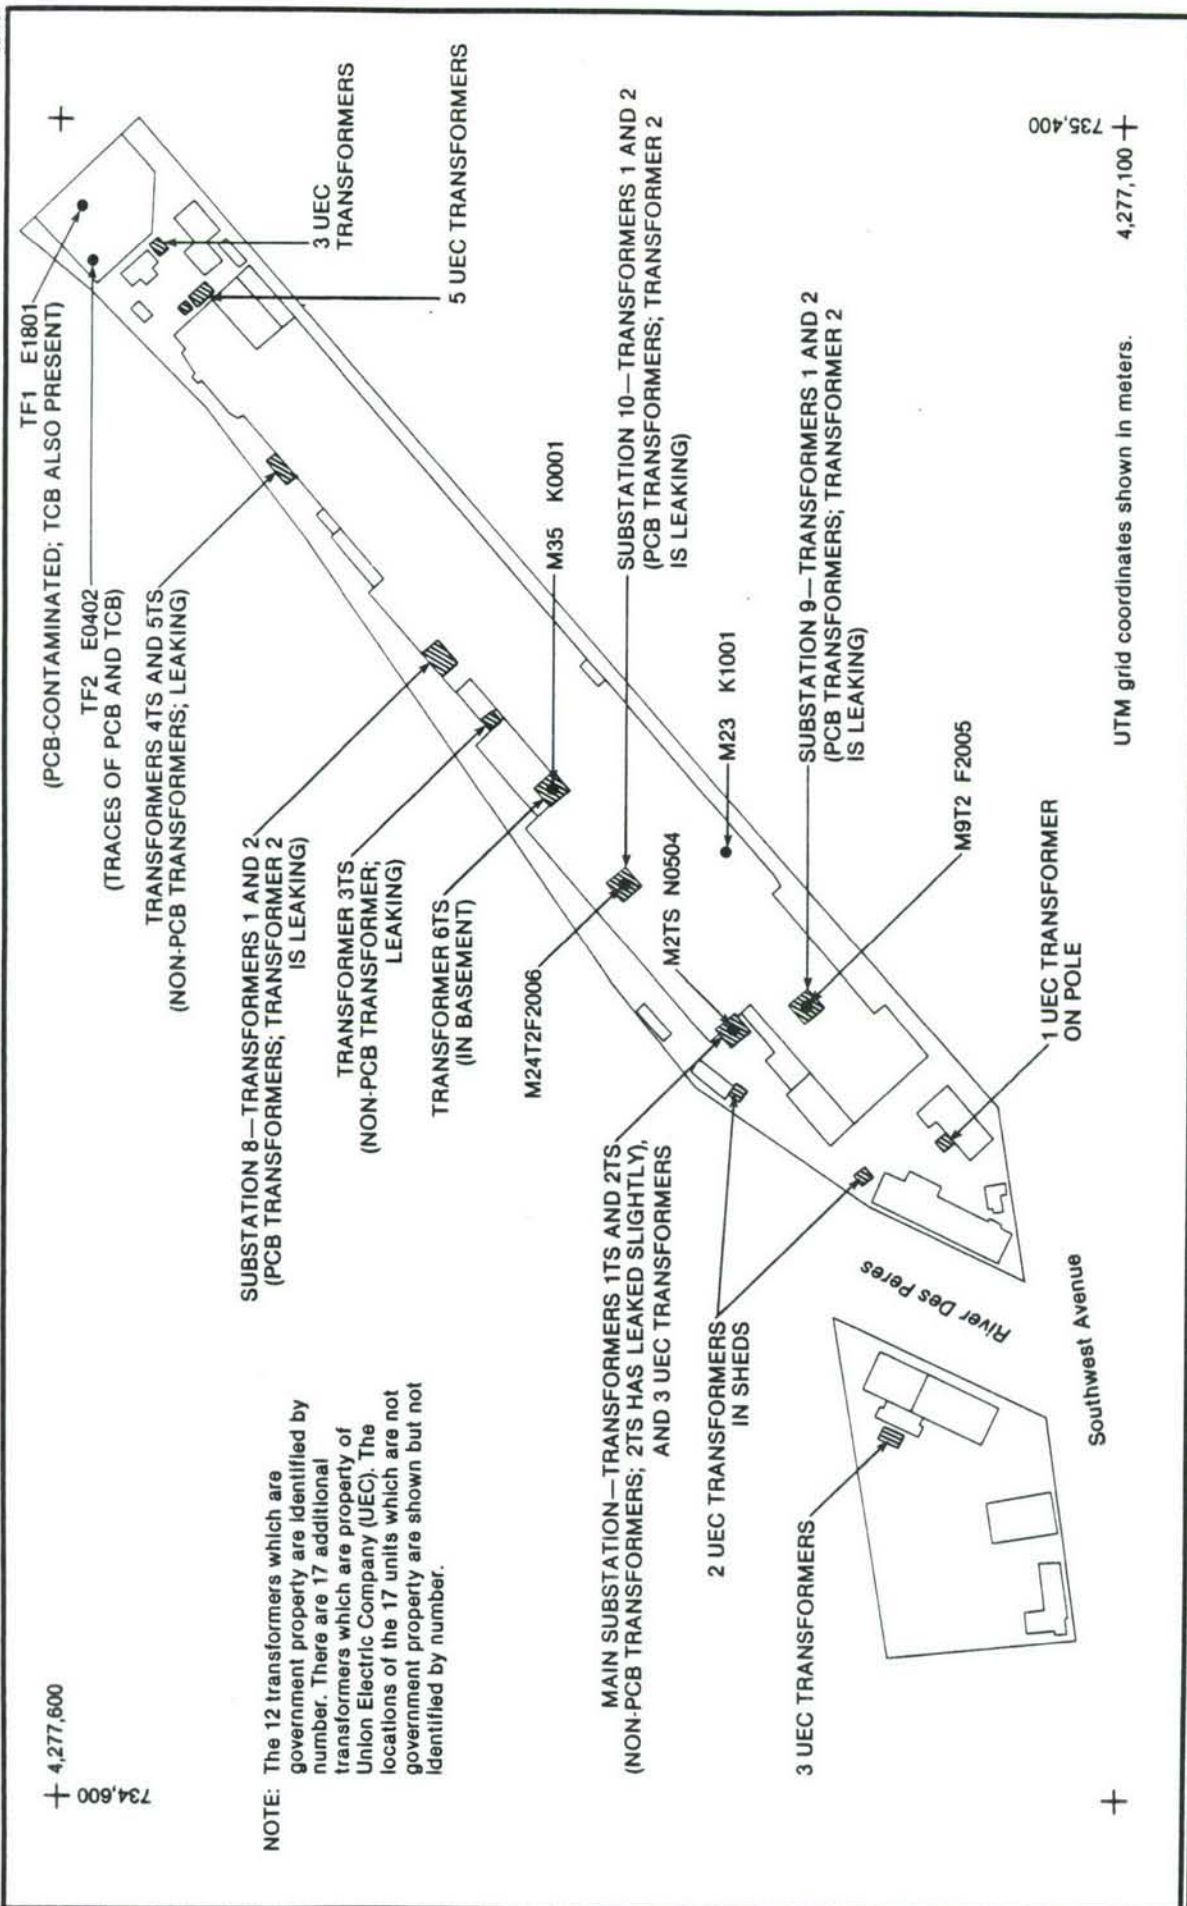 4,277,600
734,600
NOTE: The 12 transformers which are
government property are identified by
number. There are 17 additional
transformers which are property of
Union Electric Company (UEC). The
locations of the 17 units which are not
government property are shown but not
identified by number.
TF1 E1801
(PCB-CONTAMINATED; TCB ALSO PRESENT)
TF2 E0402
(TRACES OF PCB AND TCB)
TRANSFORMERS 4TS AND 5TS
(NON-PCB TRANSFORMERS; LEAKING)
SUBSTATION 8—TRANSFORMERS 1 AND 2
(PCB TRANSFORMERS; TRANSFORMER 2
IS LEAKING)
TRANSFORMER 3TS
(NON-PCB TRANSFORMER;
LEAKING)
TRANSFORMER 6TS
(IN BASEMENT)
M24T2F2006
M2TS N0504
MAIN SUBSTATION—TRANSFORMERS 1TS AND 2TS
(NON-PCB TRANSFORMERS; 2TS HAS LEAKED SLIGHTLY),
AND 3 UEC TRANSFORMERS
2 UEC TRANSFORMERS
IN SHEDS
3 UEC TRANSFORMERS
3 UEC
TRANSFORMERS
5 UEC TRANSFORMERS
M35 K0001
SUBSTATION 10—TRANSFORMERS 1 AND 2
(PCB TRANSFORMERS; TRANSFORMER 2
IS LEAKING)
M23 K1001
SUBSTATION 9—TRANSFORMERS 1 AND 2
(PCB TRANSFORMERS; TRANSFORMER 2
IS LEAKING)
M9T2 F2005
1 UEC TRANSFORMER
ON POLE
River Des Peres
Southwest Avenue
UTM grid coordinates shown in meters.
735,400
4,277,100